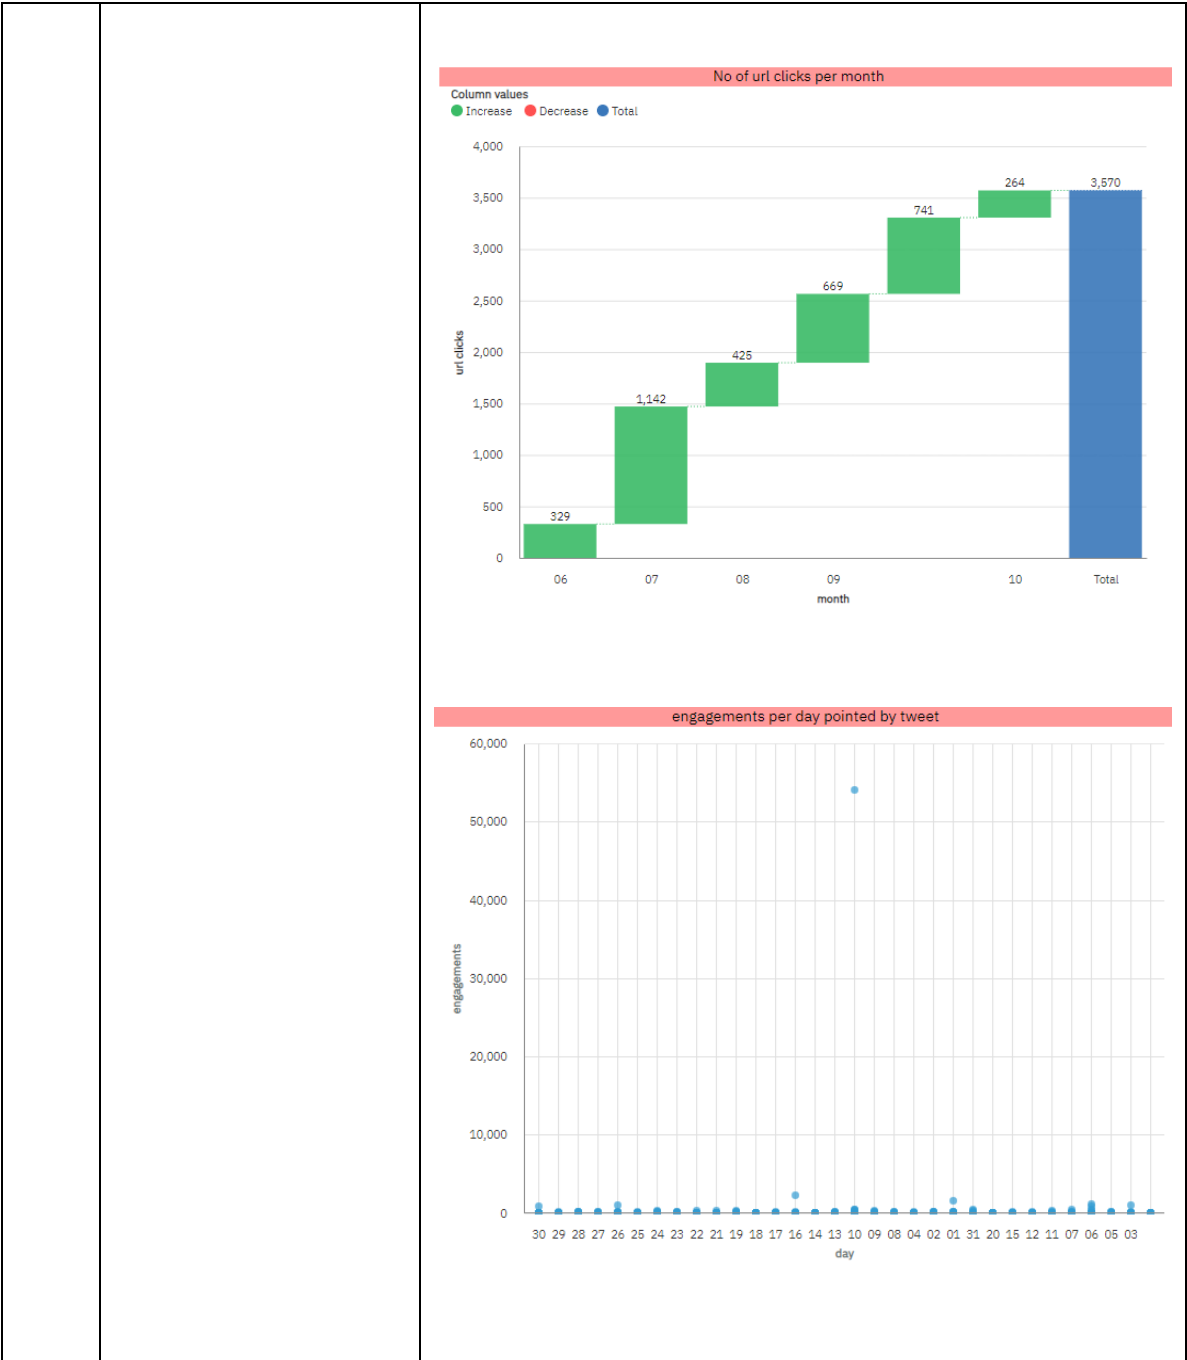 No of url clicks per month
Column values
Increase Decrease Total
4,000
3,500
3,000
2,500
2,000
1,500
1,000
500
0
url clicks
329
1,142
425
669
741
264
3,570
06 07 08 09 10 Total
month
engagements per day pointed by tweet
60,000
50,000
40,000
30,000
20,000
10,000
0
engagements
30 29 28 27 26 25 24 23 22 21 19 18 17 16 14 13 10 09 08 04 02 01 31 20 15 12 11 07 06 05 03
day